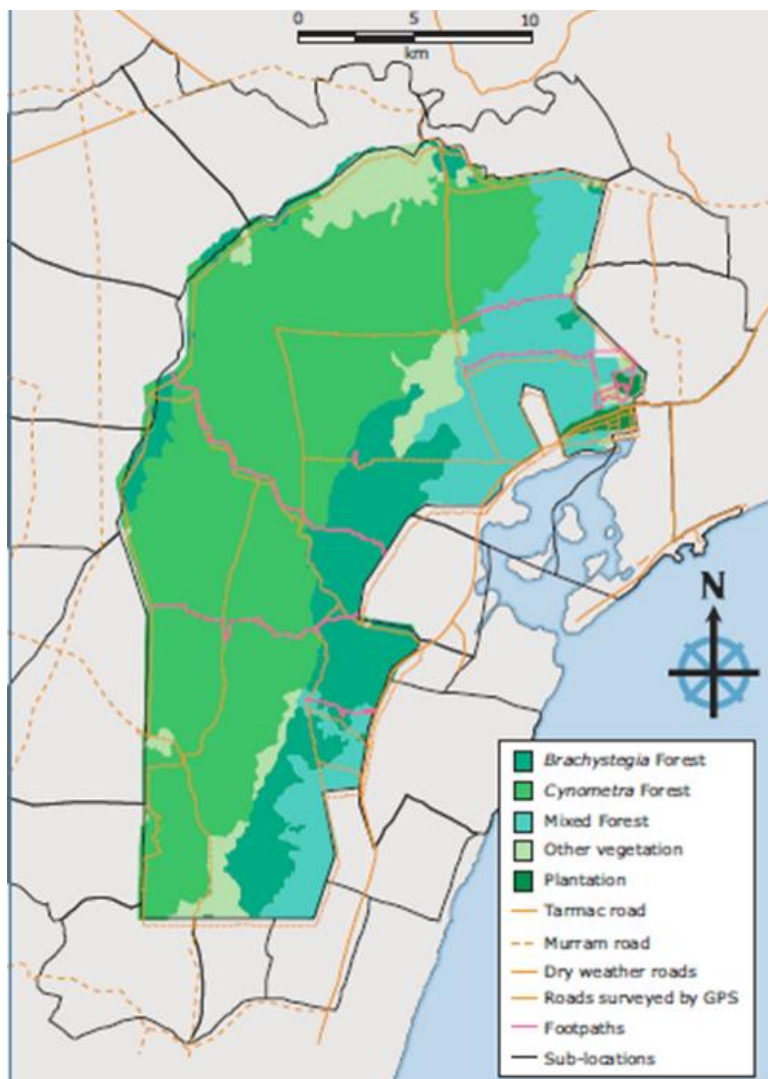 0 5 10
km
N
Brachystegia Forest
Cynometra Forest
Mixed Forest
Other vegetation
Plantation
Tarmac road
Murram road
Dry weather roads
Roads surveyed by GPS
Footpaths
Sub-locations